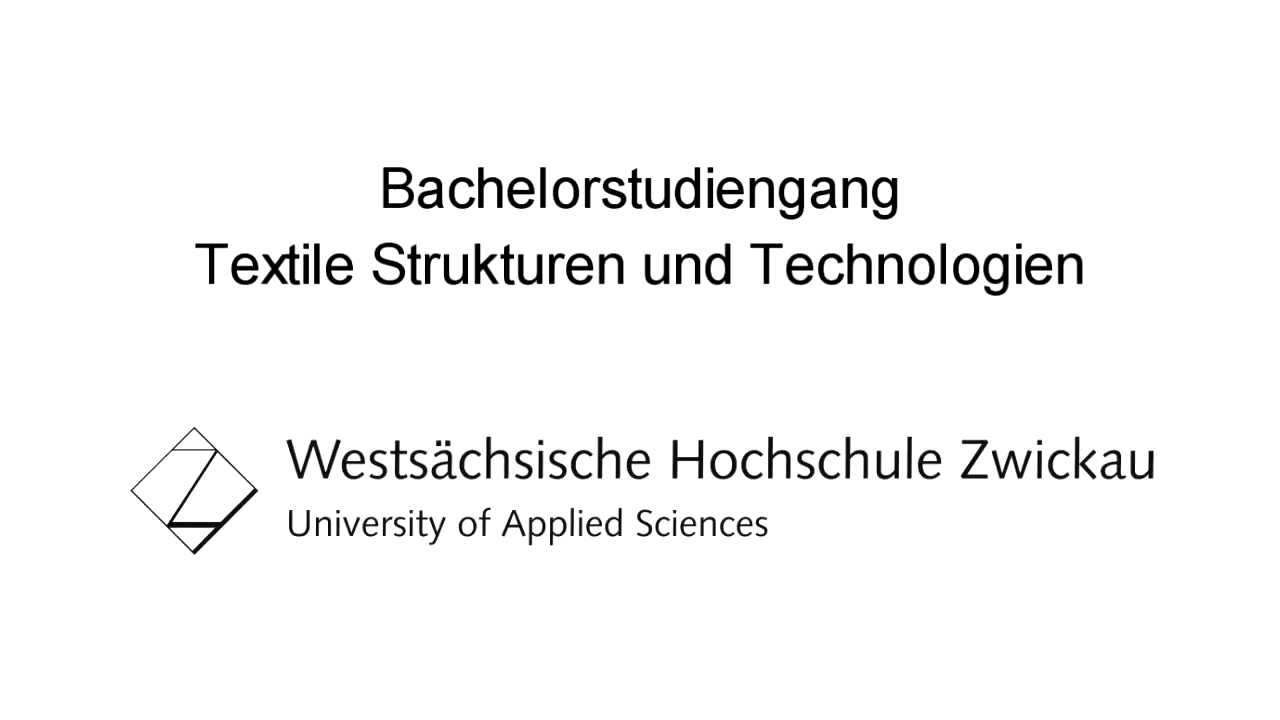 Bachelorstudiengang
Textile Strukturen und Technologien
Westsächsische Hochschule Zwickau
University of Applied Sciences